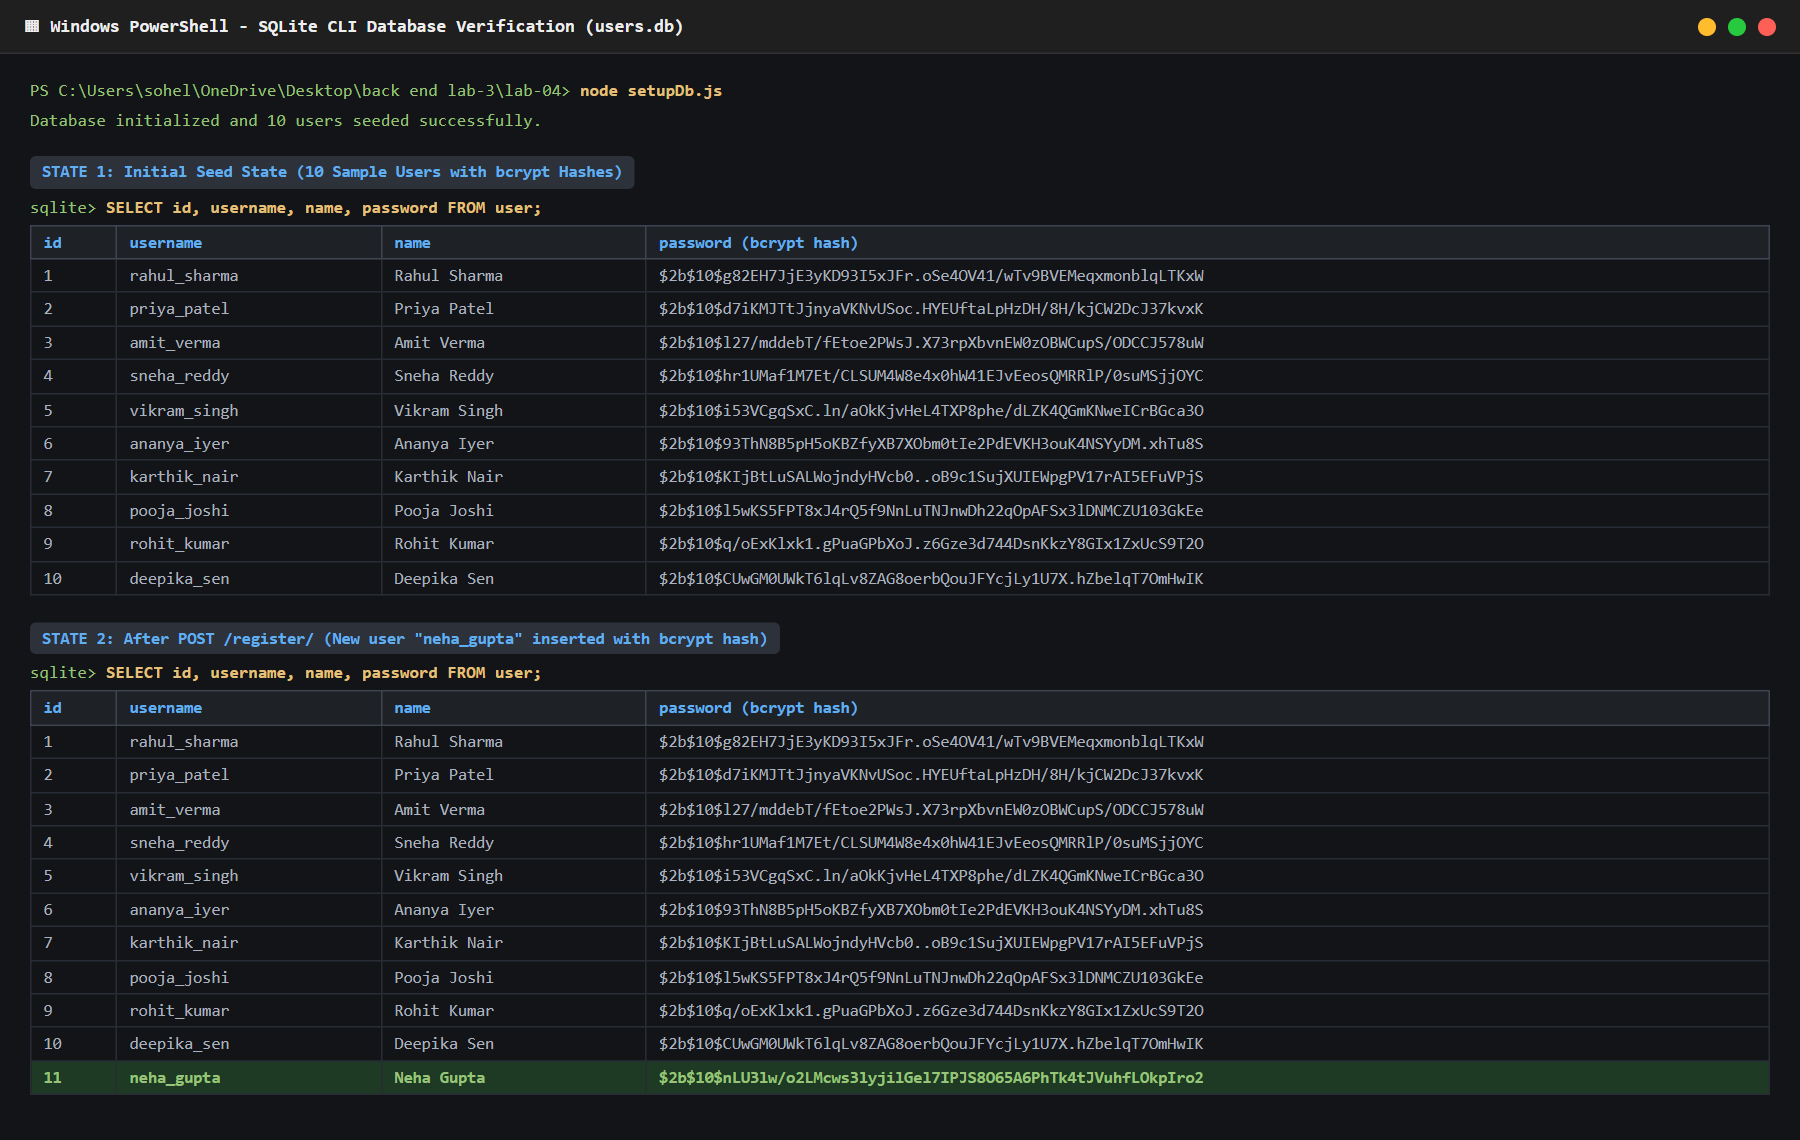 Windows PowerShell - SQLite CLI Database Verification (users.db)
PS C:\Users\sohel\OneDrive\Desktop\back end lab-3\lab-04> node setupDb.js
Database initialized and 10 users seeded successfully.
STATE 1: Initial Seed State (10 Sample Users with bcrypt Hashes)
sqlite> SELECT id, username, name, password FROM user;
id username name password (bcrypt hash)
1 rahul_sharma Rahul Sharma $2b$10$g82EH7JjE3yKD93I5xJFr.oSe4OV41/wTv9BVEMeqxmonblqLTKxW
2 priya_patel Priya Patel $2b$10$d7iKMJTtJjnyaVKNvUSoc.HYEUftaLpHzDH/8H/kjCW2DcJ37kvxK
3 amit_verma Amit Verma $2b$10$l27/mddebT/fEtoe2PWsJ.X73rpXbvnEW0zOBWCupS/ODCCJ578uW
4 sneha_reddy Sneha Reddy $2b$10$hr1UMaf1M7Et/CLSUM4W8e4x0hW41EJvEeosQMRRlP/0suMSjjOYC
5 vikram_singh Vikram Singh $2b$10$i53VCgqSxC.ln/aOkKjvHeL4TXP8phe/dLZK4QGmKNweICrBGca3O
6 ananya_iyer Ananya Iyer $2b$10$93ThN8B5pH5oKBZfyXB7XObm0tIe2PdEVKH3ouK4NSYyDM.xhTu8S
7 karthik_nair Karthik Nair $2b$10$KIjBtLuSALWojndyHVcb0..oB9c1SujXUIEWpgPV17rAI5EFuVPjS
8 pooja_joshi Pooja Joshi $2b$10$l5wKS5FPT8xJ4rQ5f9NnLuTNJnwDh22qOpAFSx3lDNMCZU103GkEe
9 rohit_kumar Rohit Kumar $2b$10$q/oExKlxk1.gPuaGPbXoJ.z6Gze3d744DsnKkzY8GIx1ZxUcS9T2O
10 deepika_sen Deepika Sen $2b$10$CUwGM0UWkT6lqLv8ZAG8oerbQouJFYcjLy1U7X.hZbelqT7OmHwIK
STATE 2: After POST /register/ (New user "neha_gupta" inserted with bcrypt hash)
sqlite> SELECT id, username, name, password FROM user;
id username name password (bcrypt hash)
1 rahul_sharma Rahul Sharma $2b$10$g82EH7JjE3yKD93I5xJFr.oSe4OV41/wTv9BVEMeqxmonblqLTKxW
2 priya_patel Priya Patel $2b$10$d7iKMJTtJjnyaVKNvUSoc.HYEUftaLpHzDH/8H/kjCW2DcJ37kvxK
3 amit_verma Amit Verma $2b$10$l27/mddebT/fEtoe2PWsJ.X73rpXbvnEW0zOBWCupS/ODCCJ578uW
4 sneha_reddy Sneha Reddy $2b$10$hr1UMaf1M7Et/CLSUM4W8e4x0hW41EJvEeosQMRRlP/0suMSjjOYC
5 vikram_singh Vikram Singh $2b$10$i53VCgqSxC.ln/aOkKjvHeL4TXP8phe/dLZK4QGmKNweICrBGca3O
6 ananya_iyer Ananya Iyer $2b$10$93ThN8B5pH5oKBZfyXB7XObm0tIe2PdEVKH3ouK4NSYyDM.xhTu8S
7 karthik_nair Karthik Nair $2b$10$KIjBtLuSALWojndyHVcb0..oB9c1SujXUIEWpgPV17rAI5EFuVPjS
8 pooja_joshi Pooja Joshi $2b$10$l5wKS5FPT8xJ4rQ5f9NnLuTNJnwDh22qOpAFSx3lDNMCZU103GkEe
9 rohit_kumar Rohit Kumar $2b$10$q/oExKlxk1.gPuaGPbXoJ.z6Gze3d744DsnKkzY8GIx1ZxUcS9T2O
10 deepika_sen Deepika Sen $2b$10$CUwGM0UWkT6lqLv8ZAG8oerbQouJFYcjLy1U7X.hZbelqT7OmHwIK
11 neha_gupta Neha Gupta $2b$10$nLU3lw/o2LMcws3lyjilGel7IPJS8O65A6PhTk4tJVuhfLOkpIro2